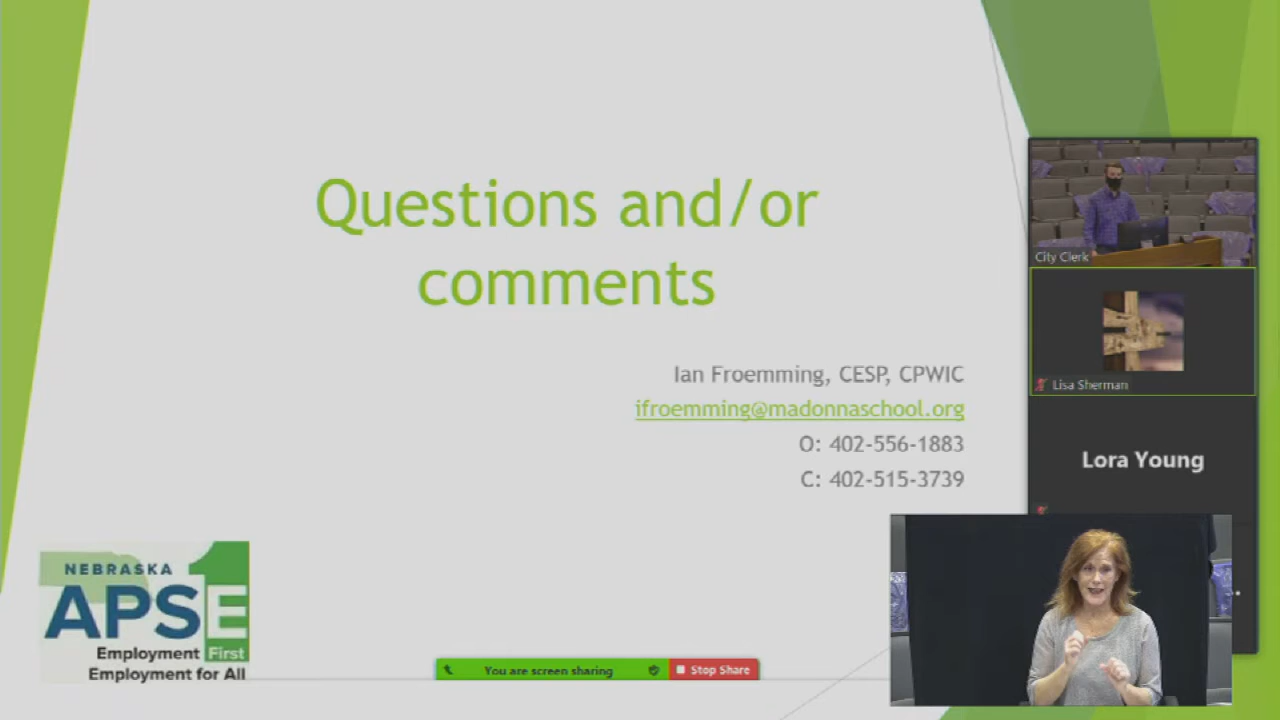 Questions and/or
comments
Ian Froemming, CESP, CPWIC
ifroemming@madonnaschool.org
O: 402-556-1883
C: 402-515-3739
NEBRASKA
APSE
1
Employment First
Employment for All
You are screen sharing
Stop Share
City Clerk
Lisa Sherman
Lora Young